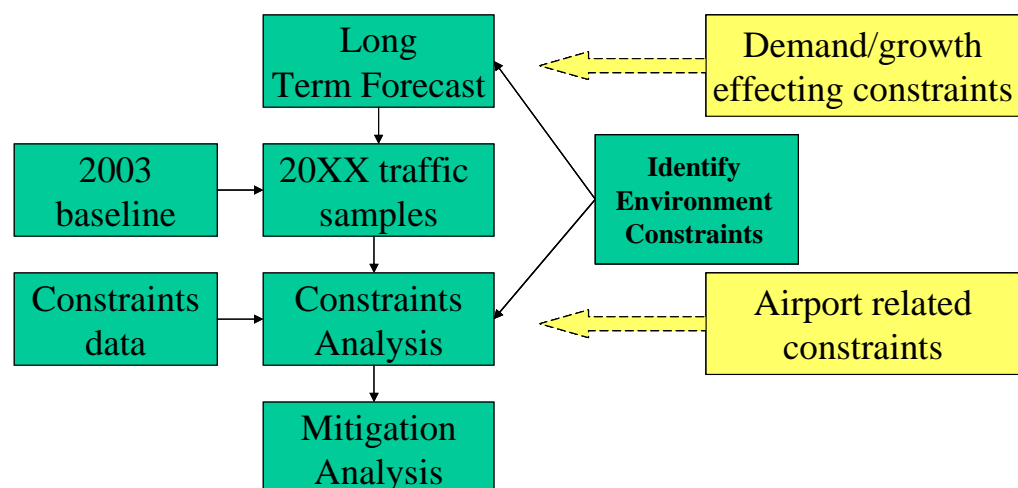 Long
Term Forecast
Demand/growth
effecting constraints
2003
baseline
20XX traffic
samples
Identify
Environment
Constraints
Constraints
data
Constraints
Analysis
Airport related
constraints
Mitigation
Analysis